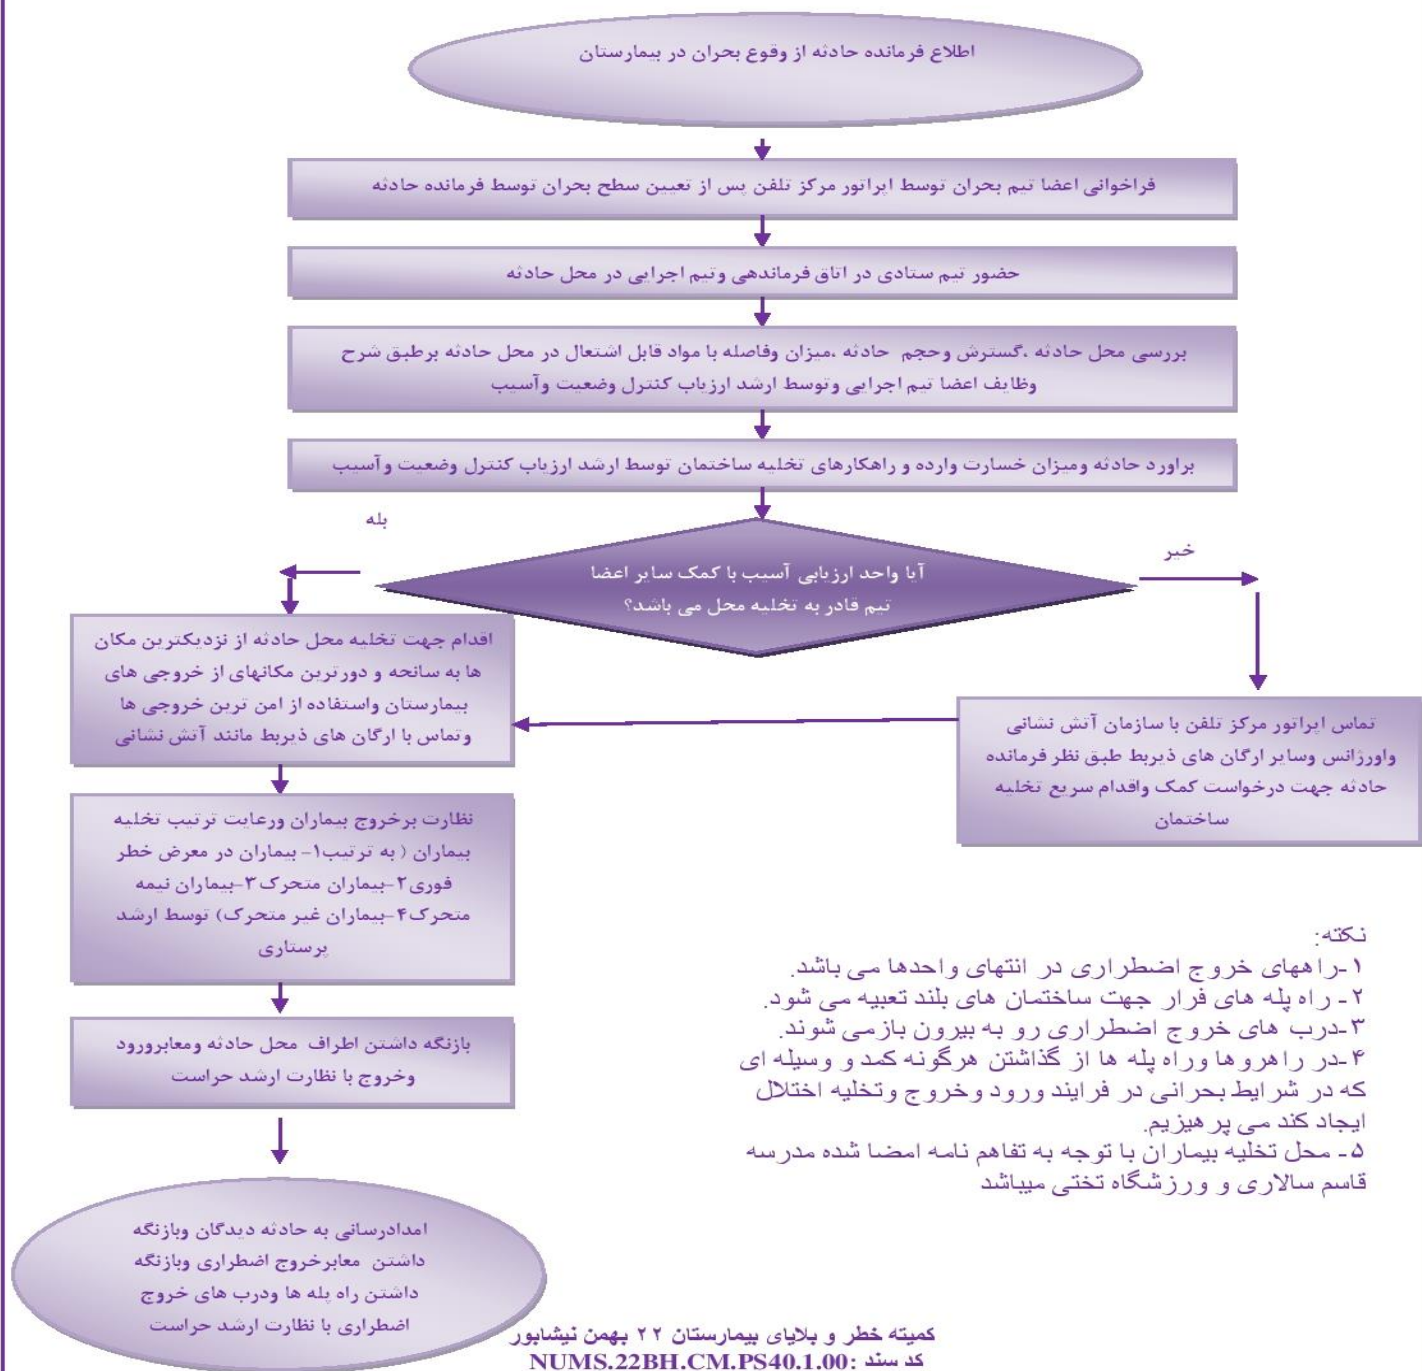 اطلاع فرمانده حادثه از وقوع بحران در بیمارستان
فراخوانی اعضا تیم بحران توسط اپراتور مرکز تلفن پس از تعیین سطح بحران توسط فرمانده حادثه
حضور تیم ستادی در اتاق فرماندهی وتیم اجرایی در محل حادثه
بررسی محل حادثه ،گسترش وحجم حادثه ،میزان وفاصله با مواد قابل اشتعال در محل حادثه برطبق شرح
وظایف اعضا تیم اجرایی وتوسط ارشد ارزیاب کنترل وضعیت وآسیب
براورد حادثه ومیزان خسارت وارده و راهکارهای تخلیه ساختمان توسط ارشد ارزیاب کنترل وضعیت وآسیب
بله
خیر
آیا واحد ارزیابی آسیب با کمک سایر اعضا
تیم قادر به تخلیه محل می باشد؟
اقدام جهت تخلیه محل حادثه از نزدیکترین مکان
ها به سانحه و دورترین مکانهای از خروجی های
بیمارستان واستفاده از امن ترین خروجی ها
وتماس با ارگان های ذیربط مانند آتش نشانی
تماس اپراتور مرکز تلفن با سازمان آتش نشانی
واورژانس وسایر ارگان های ذیربط طبق نظر فرمانده
حادثه جهت درخواست کمک واقدام سریع تخلیه
ساختمان
نظارت برخروج بیماران ورعایت ترتیب تخلیه
بیماران ( به ترتیب۱- بیماران در معرض خطر
فوری۲-بیماران متحرک۳-بیماران نیمه
متحرک۴-بیماران غیر متحرک) توسط ارشد
پرستاری
بازنگه داشتن اطراف محل حادثه ومعابرورود
وخروج با نظارت ارشد حراست
امدادرسانی به حادثه دیدگان وبازنگه
داشتن معابرخروج اضطراری وبازنگه
داشتن راه پله ها ودرب های خروج
اضطراری با نظارت ارشد حراست
نکته:
۱-راههای خروج اضطراری در انتهای واحدها می باشد.
۲- راه پله های فرار جهت ساختمان های بلند تعبیه می شود.
۳-درب های خروج اضطراری رو به بیرون بازمی شوند.
۴-در راهروها وراه پله ها از گذاشتن هرگونه کمد و وسیله ای
که در شرایط بحرانی در فرایند ورود وخروج وتخلیه اختلال
ایجاد کند می پرهیزیم.
۵- محل تخلیه بیماران با توجه به تفاهم نامه امضا شده مدرسه
قاسم سالاری و ورزشگاه تختی میباشد
کمیته خطر و بلایای بیمارستان ۲۲ بهمن نیشابور
کد سند :NUMS.22BH.CM.PS40.1.00